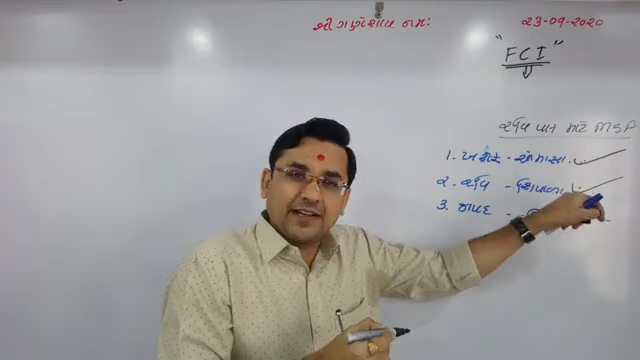 શ્રી ગણેશાય નમઃ
23-09-2020
"FCI"
રવિ પાક માટે MSP
1. ખરીફ - ચોમાસા
2. રવિ - શિયાળા
3. જાયદ -